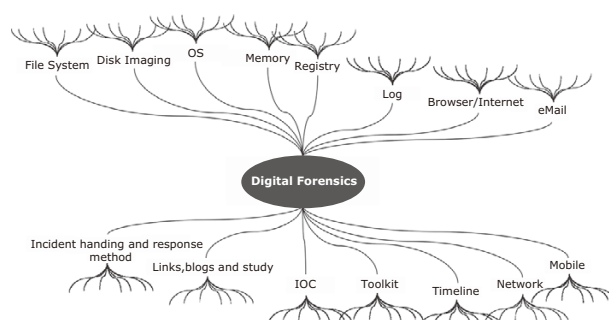 File System
Disk Imaging
OS
Memory
Registry
Log
Browser/Internet
eMail
Digital Forensics
Incident handing and response
method
Links,blogs and study
IOC
Toolkit
Timeline
Network
Mobile